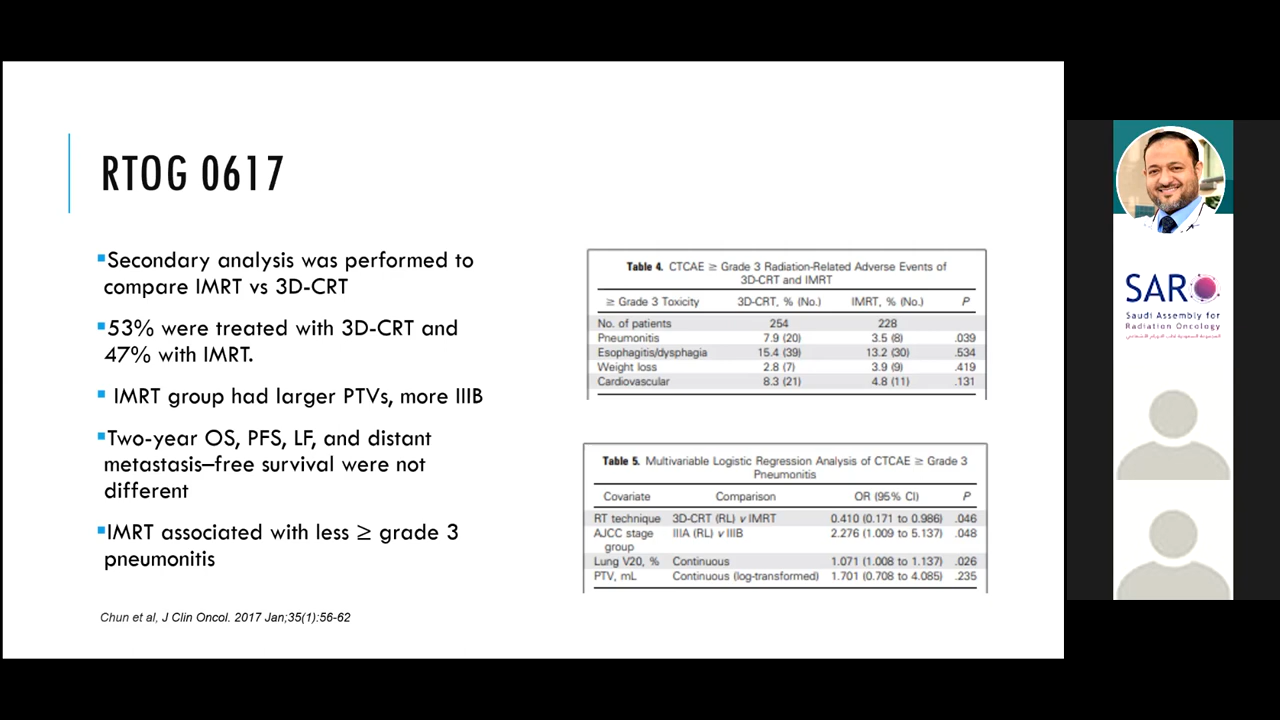 RTOG 0617
▪Secondary analysis was performed to
compare IMRT vs 3D-CRT
▪53% were treated with 3D-CRT and
47% with IMRT.
▪ IMRT group had larger PTVs, more IIIB
▪Two-year OS, PFS, LF, and distant
metastasis–free survival were not
different
▪IMRT associated with less ≥ grade 3
pneumonitis
Chun et al, J Clin Oncol. 2017 Jan;35(1):56-62
Table 4. CTCAE ≥ Grade 3 Radiation-Related Adverse Events of
3D-CRT and IMRT
≥ Grade 3 Toxicity 3D-CRT, % (No.) IMRT, % (No.) P
No. of patients 254 228
Pneumonitis 7.9 (20) 3.5 (8) .039
Esophagitis/dysphagia 15.4 (39) 13.2 (30) .534
Weight loss 2.8 (7) 3.9 (9) .419
Cardiovascular 8.3 (21) 4.8 (11) .131
Table 5. Multivariable Logistic Regression Analysis of CTCAE ≥ Grade 3
Pneumonitis
Covariate Comparison OR (95% CI) P
RT technique 3D-CRT (RL) v IMRT 0.410 (0.171 to 0.986) .046
AJCC stage IIIA (RL) v IIIB 2.276 (1.009 to 5.137) .048
group
Lung V20, % Continuous 1.071 (1.008 to 1.137) .026
PTV, mL Continuous (log-transformed) 1.701 (0.708 to 4.085) .235
SARO
Saudi Assembly for
Radiation Oncology